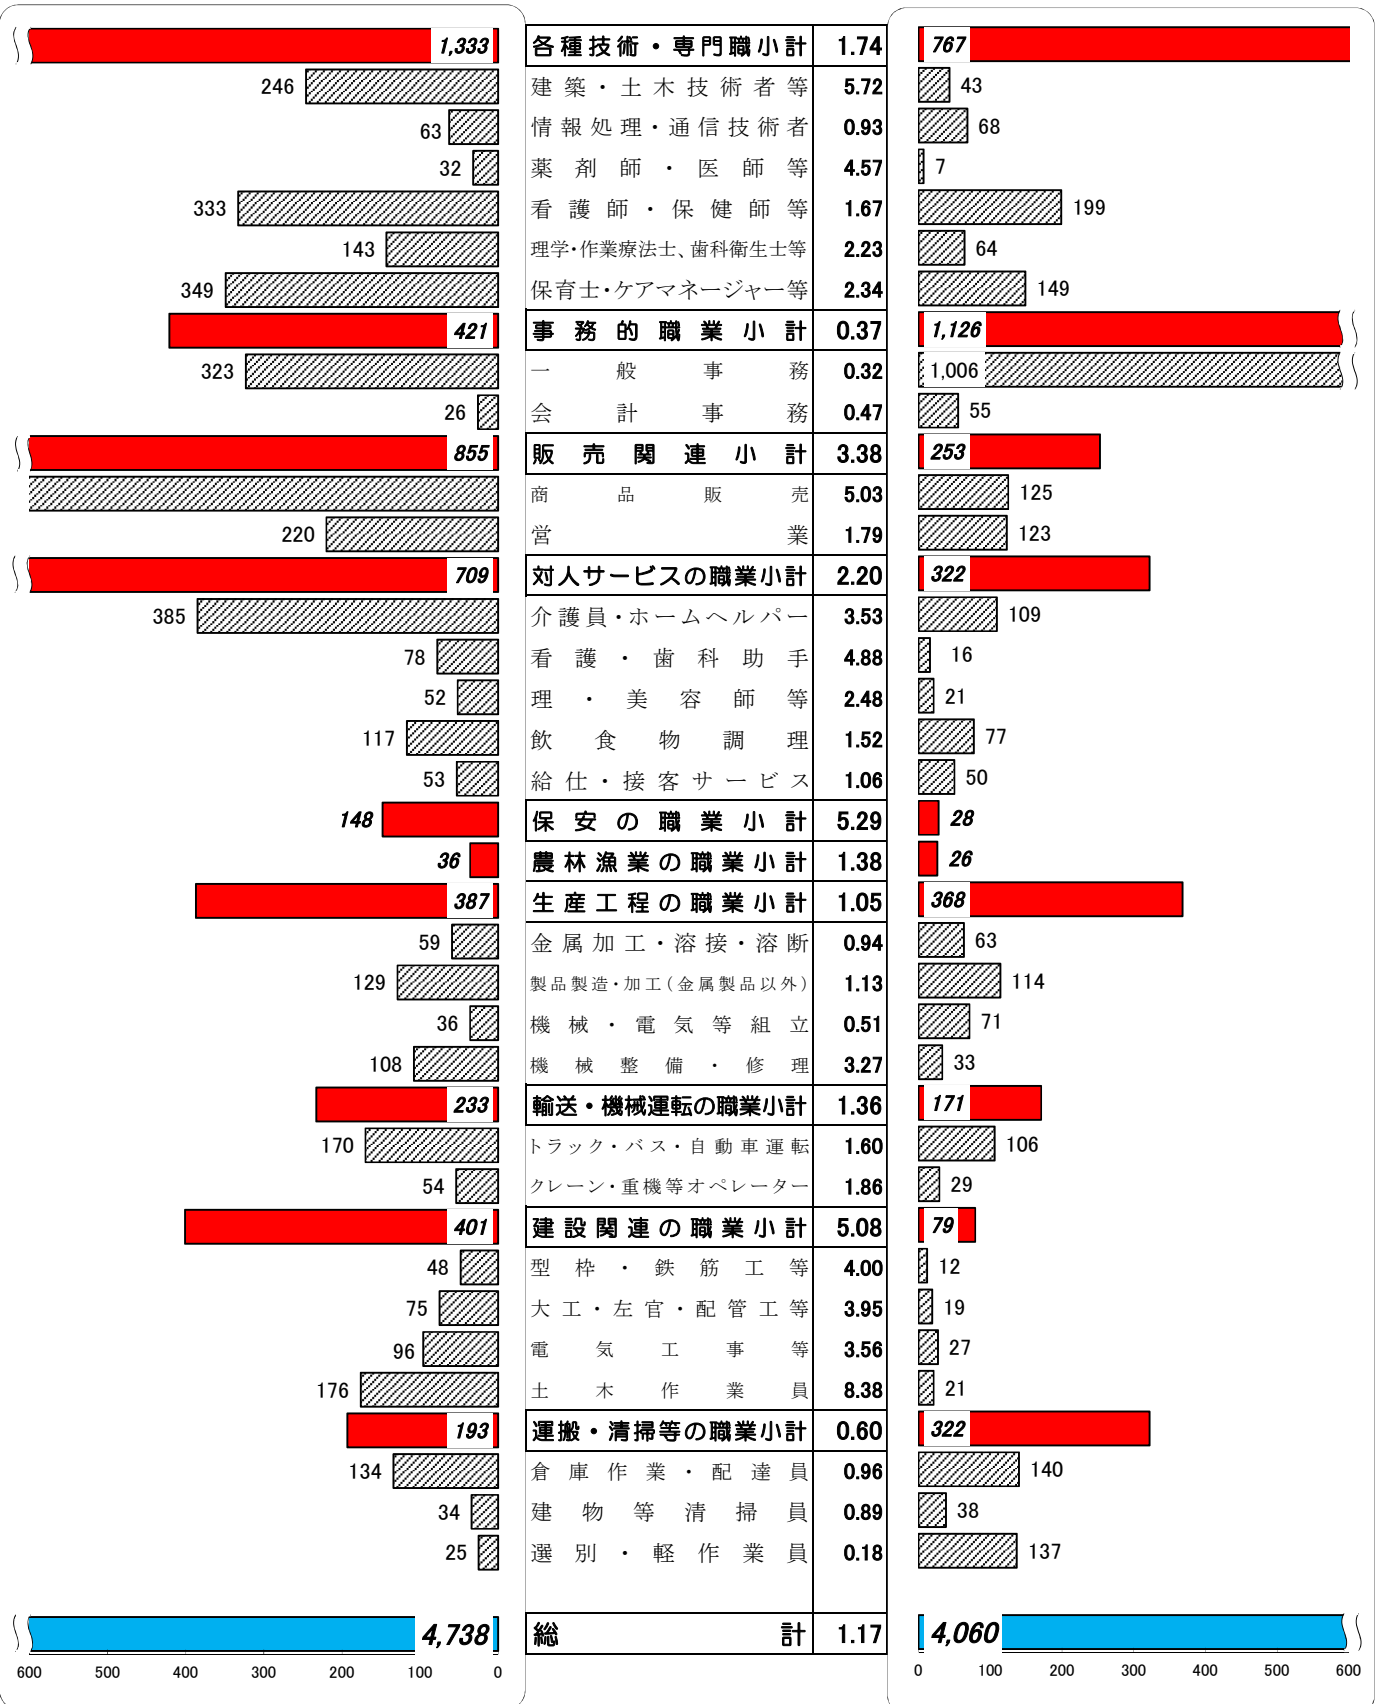 1,333 各種技術・専門職小計 1.74 767
246 建築・土木技術者等 5.72 43
63 情報処理・通信技術者 0.93 68
32 薬剤師・医師等 4.57 7
333 看護師・保健師等 1.67 199
143 理学・作業療法士、歯科衛生士等 2.23 64
349 保育士・ケアマネージャー等 2.34 149
421 事務的職業小計 0.37 1,126
323 一般事務 0.32 1,006
26 会計事務 0.47 55
855 販売関連小計 3.38 253
商品販売 5.03 125
220 営業 1.79 123
709 対人サービスの職業小計 2.20 322
385 介護員・ホームヘルパー 3.53 109
78 看護・歯科助手 4.88 16
52 理・美容師等 2.48 21
117 飲食物調理 1.52 77
53 給仕・接客サービス 1.06 50
148 保安の職業小計 5.29 28
36 農林漁業の職業小計 1.38 26
387 生産工程の職業小計 1.05 368
59 金属加工・溶接・溶断 0.94 63
129 製品製造・加工(金属製品以外) 1.13 114
36 機械・電気等組立 0.51 71
108 機械整備・修理 3.27 33
233 輸送・機械運転の職業小計 1.36 171
170 トラック・バス・自動車運転 1.60 106
54 クレーン・重機等オペレーター 1.86 29
401 建設関連の職業小計 5.08 79
48 型枠・鉄筋工等 4.00 12
75 大工・左官・配管工等 3.95 19
96 電気工事等 3.56 27
176 土木作業員 8.38 21
193 運搬・清掃等の職業小計 0.60 322
134 倉庫作業・配達員 0.96 140
34 建物等清掃員 0.89 38
25 選別・軽作業員 0.18 137
4,738 総計 1.17 4,060
600 500 400 300 200 100 0 0 100 200 300 400 500 600